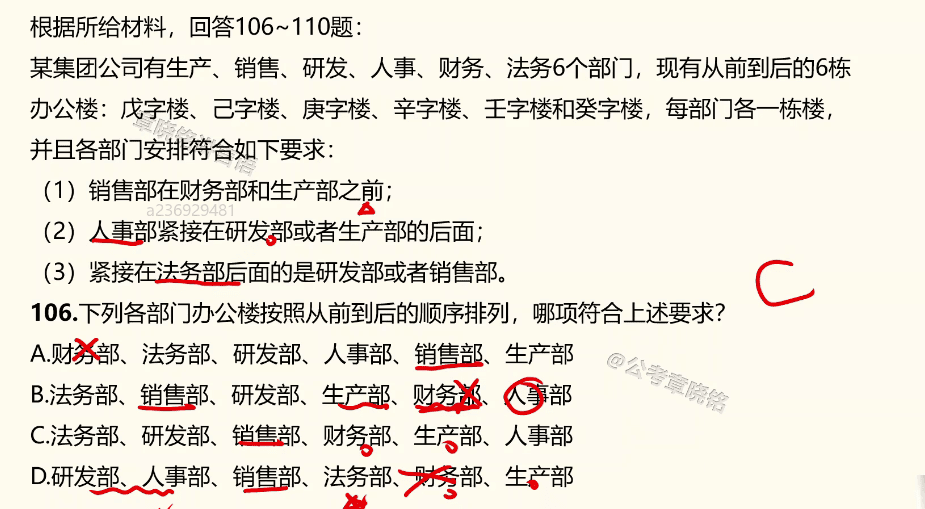 根据所给材料，回答106~110题：
某集团公司有生产、销售、研发、人事、财务、法务6个部门，现有从前到后的6栋
办公楼：戊字楼、己字楼、庚字楼、辛字楼、壬字楼和癸字楼，每部门各一栋楼，
并且各部门安排符合如下要求：
（1）销售部在财务部和生产部之前；
a236929481
（2）人事部紧接在研发部或者生产部的后面；
（3）紧接在法务部后面的是研发部或者销售部。
C
106.下列各部门办公楼按照从前到后的顺序排列，哪项符合上述要求？
A.财务部、法务部、研发部、人事部、销售部、生产部
@公考章晓铭
B.法务部、销售部、研发部、生产部、财务部、人事部
C.法务部、研发部、销售部、财务部、生产部、人事部
D.研发部、人事部、销售部、法务部、财务部、生产部